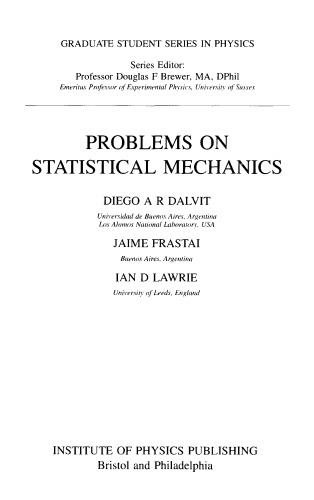 GRADUATE STUDENT SERIES IN PHYSICS
Series Editor:
Professor Douglas F Brewer, MA, DPhil
Emeritus Professor of Experimental Physics, University of Sussex
PROBLEMS ON
STATISTICAL MECHANICS
DIEGO A R DALVIT
Universidad de Buenos Aires, Argentina
Los Alamos National Laboratory, USA
JAIME FRASTAI
Buenos Aires, Argentina
IAN D LAWRIE
University of Leeds, England
INSTITUTE OF PHYSICS PUBLISHING
Bristol and Philadelphia